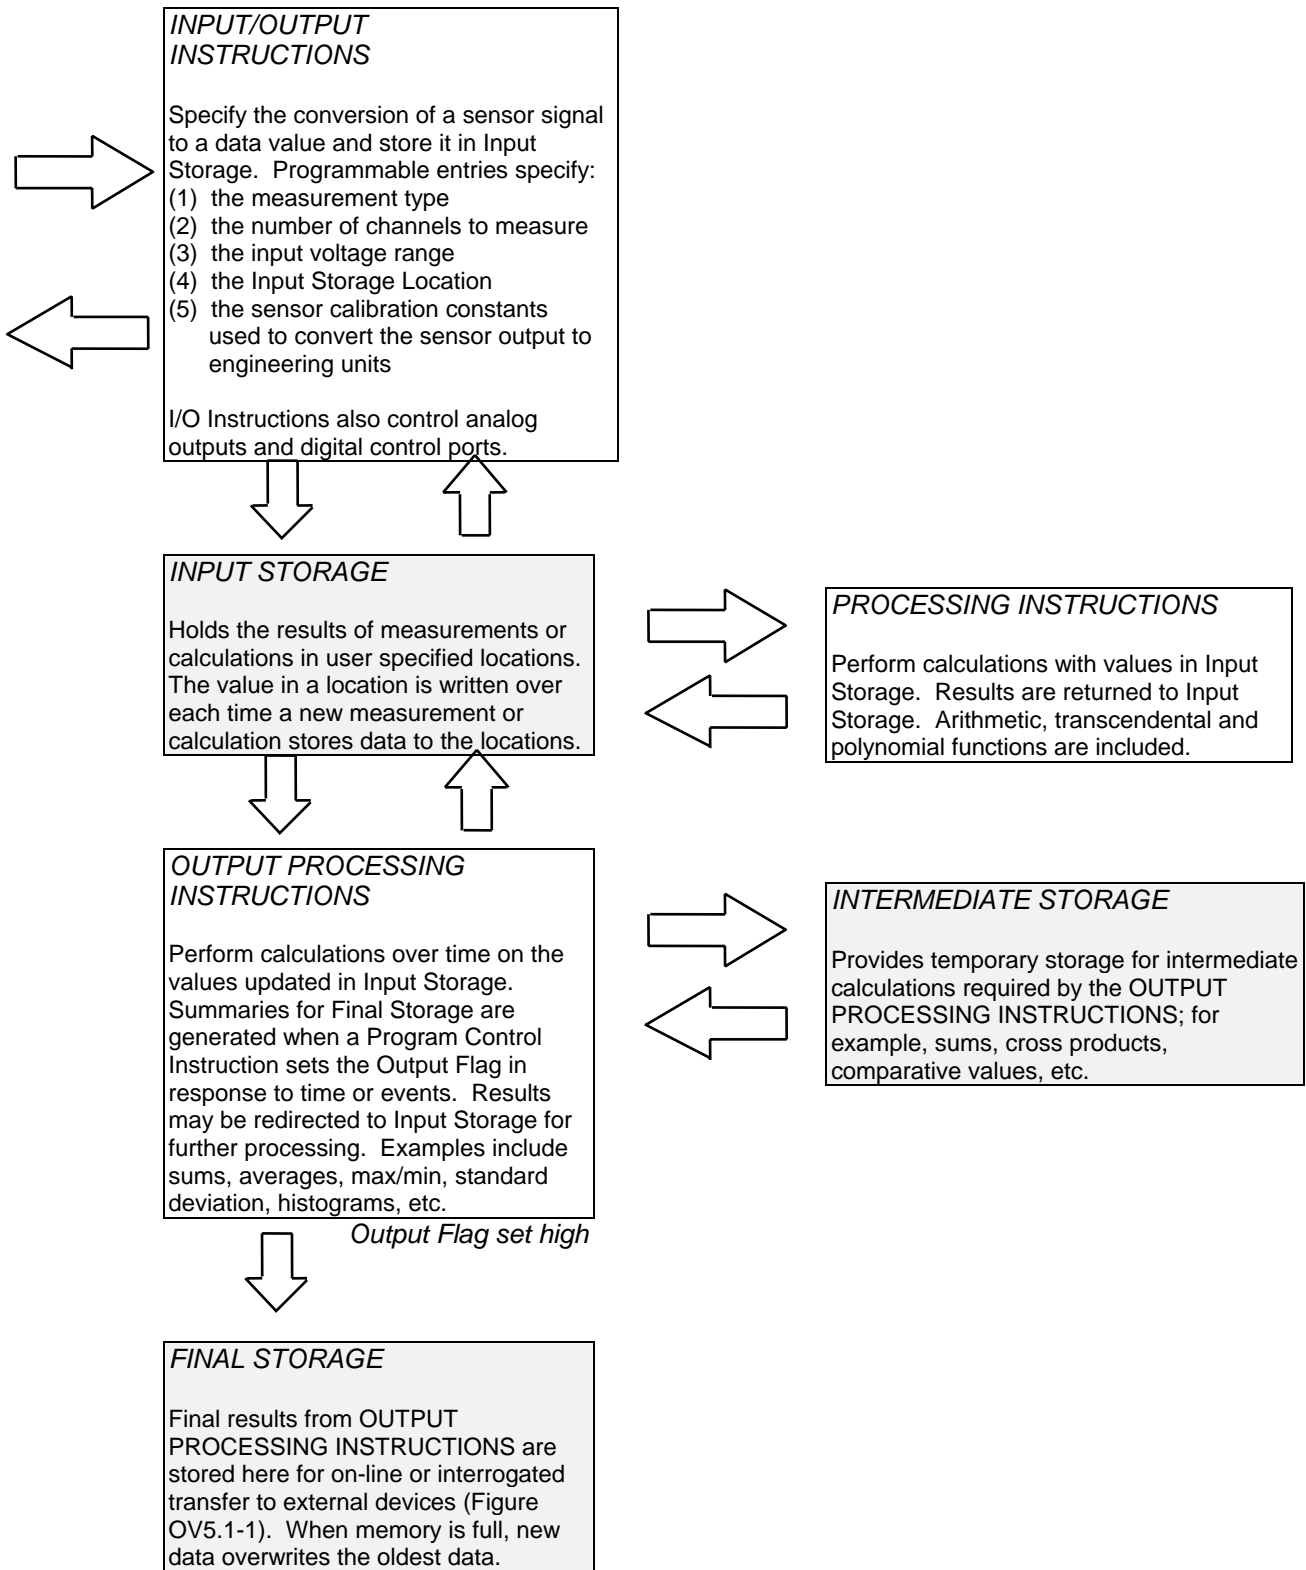 INPUT/OUTPUT
INSTRUCTIONS
Specify the conversion of a sensor signal
to a data value and store it in Input
Storage.  Programmable entries specify:
(1)  the measurement type
(2)  the number of channels to measure
(3)  the input voltage range
(4)  the Input Storage Location
(5)  the sensor calibration constants
used to convert the sensor output to
engineering units
I/O Instructions also control analog
outputs and digital control ports.
INPUT STORAGE
Holds the results of measurements or
calculations in user specified locations.
The value in a location is written over
each time a new measurement or
calculation stores data to the locations.
PROCESSING INSTRUCTIONS
Perform calculations with values in Input
Storage.  Results are returned to Input
Storage.  Arithmetic, transcendental and
polynomial functions are included.
OUTPUT PROCESSING
INSTRUCTIONS
Perform calculations over time on the
values updated in Input Storage.
Summaries for Final Storage are
generated when a Program Control
Instruction sets the Output Flag in
response to time or events.  Results
may be redirected to Input Storage for
further processing.  Examples include
sums, averages, max/min, standard
deviation, histograms, etc.
INTERMEDIATE STORAGE
Provides temporary storage for intermediate
calculations required by the OUTPUT
PROCESSING INSTRUCTIONS; for
example, sums, cross products,
comparative values, etc.
Output Flag set high
FINAL STORAGE
Final results from OUTPUT
PROCESSING INSTRUCTIONS are
stored here for on-line or interrogated
transfer to external devices (Figure
OV5.1-1).  When memory is full, new
data overwrites the oldest data.